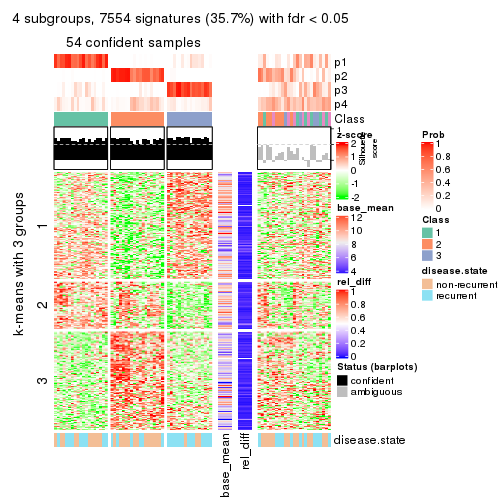 4 subgroups, 7554 signatures (35.7%) with fdr < 0.05
54 confident samples
p1
p2
p3
p4
Class
1
Silhouette score
z-score
2
1
0
-1
-2
base_mean
12
10
8
6
4
rel_diff
1
0.8
0.6
0.4
0.2
0
Status (barplots)
confident
ambiguous
Prob
1
0.8
0.6
0.4
0.2
0
Class
1
2
3
disease.state
non-recurrent
recurrent
k-means with 3 groups
1
2
3
base_mean
rel_diff
disease.state